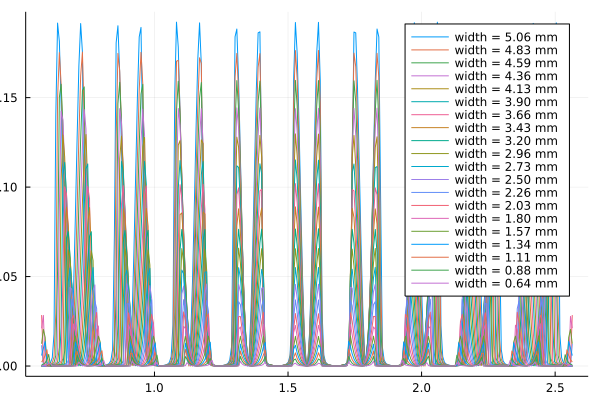 width = 5.06 mm
width = 4.83 mm
width = 4.59 mm
.15
width = 4.36 mm
width = 4.13 mm
width = 3.90 mm
width = 3.66 mm
width = 3.43 mm
width = 3.20 mm
width = 2.96 mm
.10
width = 2.73 mm
width = 2.50 mm
width = 2.26 mm
width = 2.03 mm
width = 1.80 mm
width = 1.57 mm
width = 1.34 mm
.05
width = 1.11 mm
width = 0.88 mm
width = 0.64 mm
.00
1.0 1.5 2.0 2.5